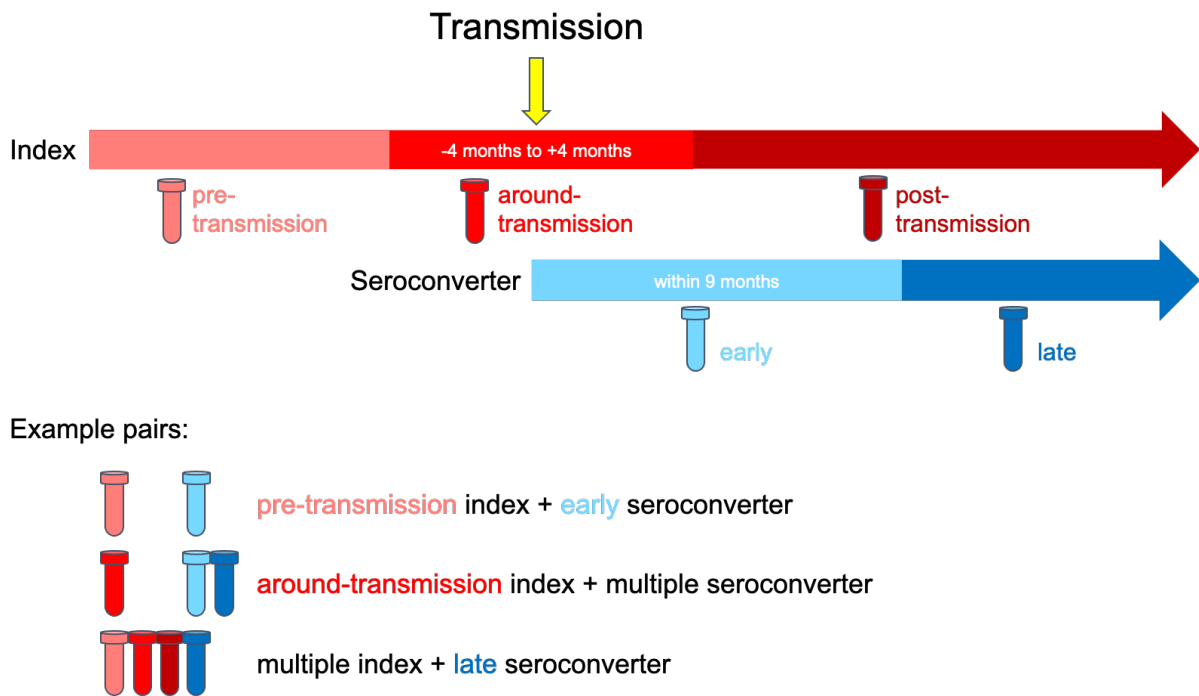 Transmission
Index
-4 months to +4 months
pre-
transmission
around-
transmission
post-
transmission
Seroconverter
within 9 months
early
late
Example pairs:
pre-transmission index + early seroconverter
around-transmission index + multiple seroconverter
multiple index + late seroconverter